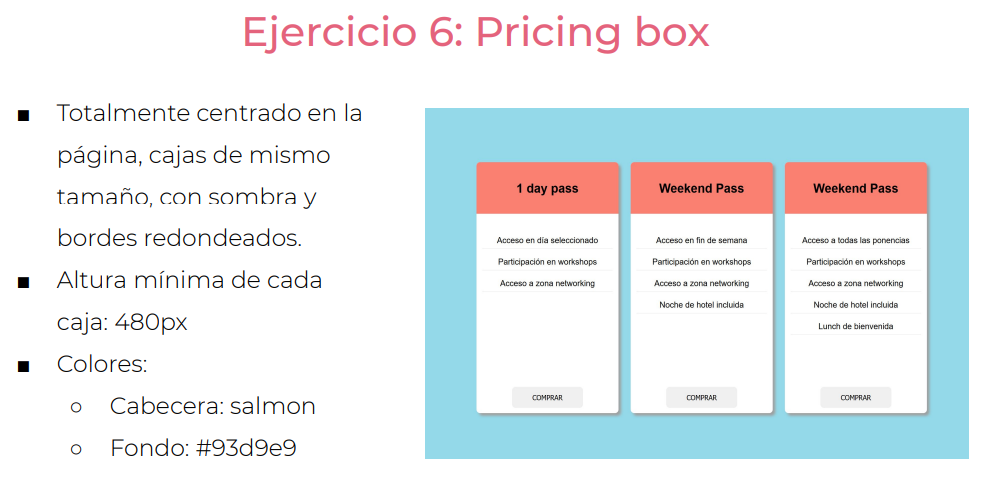 Ejercicio 6: Pricing box
■ Totalmente centrado en la
página, cajas de mismo
tamaño, con sombra y
bordes redondeados.
■ Altura mínima de cada
caja: 480px
■ Colores:
○ Cabecera: salmon
○ Fondo: #93d9e9
1 day pass
Acceso en día seleccionado
Participación en workshops
Acceso a zona networking
COMPRAR
Weekend Pass
Acceso en fin de semana
Participación en workshops
Acceso a zona networking
Noche de hotel incluida
COMPRAR
Weekend Pass
Acceso a todas las ponencias
Participación en workshops
Acceso a zona networking
Noche de hotel incluida
Lunch de bienvenida
COMPRAR